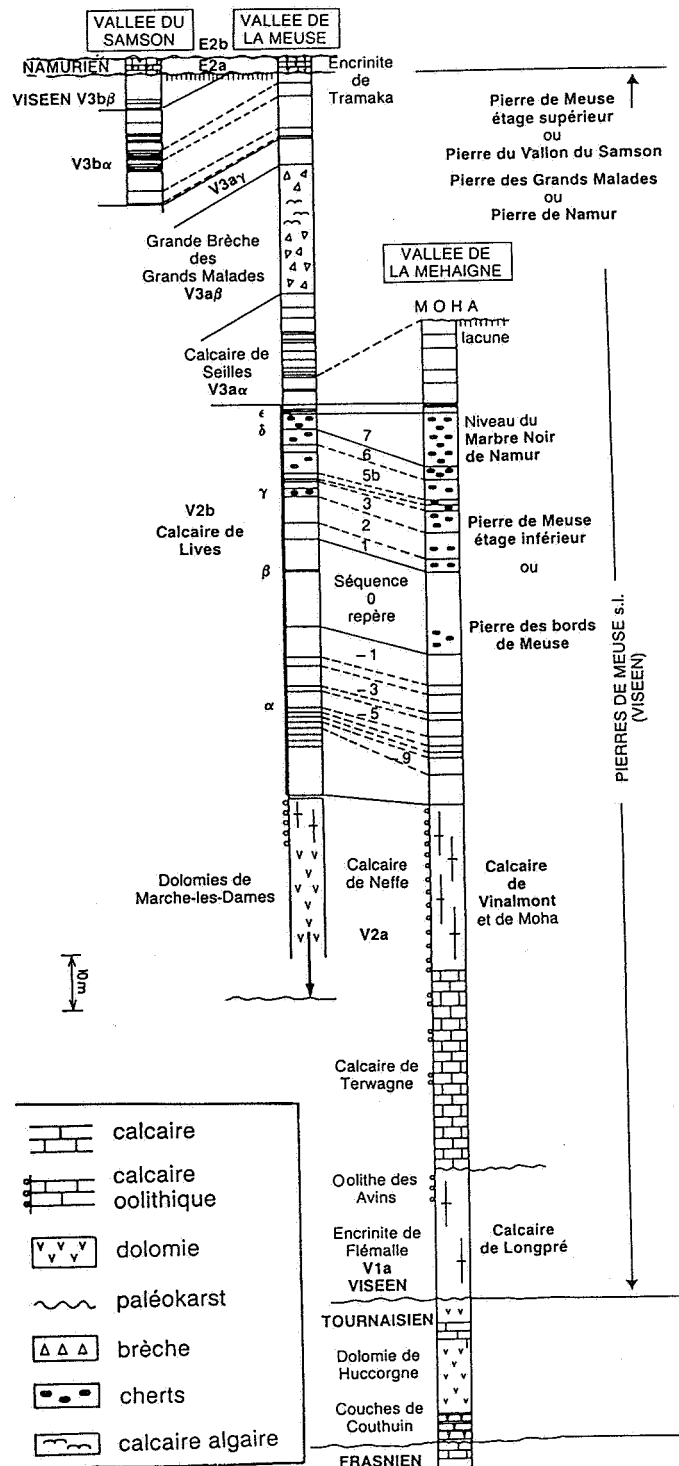 VALLEE DU
SAMSON
VALLEE DE
LA MEUSE
E2b
E2a
NAMURIEN
Encrinite
de
Tramaka
VISEEN V3bβ
V3bα
V3aγ
Pierre de Meuse
étage supérieur
ou
Pierre du Vallon du Samson
Pierre des Grands Malades
ou
Pierre de Namur
Grande Brèche
des
Grands Malades
V3aβ
VALLEE DE
LA MEHAIGNE
MOHA
lacune
Calcaire de
Seilles
V3aα
ϵ
δ
γ
β
α
7
6
5b
3
2
1
Niveau du
Marbre Noir
de Namur
V2b
Calcaire de
Lives
Pierre de Meuse
étage inférieur
ou
Pierre des bords
de Meuse
Séquence
0
repère
-1
-3
-5
-9
PIERRES DE MEUSE s.l.
(VISEEN)
Dolomies de
Marche-les-Dames
Calcaire
de Neffe
V2a
Calcaire
de
Vinalmont
et de Moha
10m
Calcaire de
Terwagne
Oolithe des
Avins
Encrinite de
Flémalle
V1a
VISEEN
Calcaire
de Longpré
TOURNAISIEN
Dolomie de
Huccorgne
Couches de
Couthuin
FRASNIEN
calcaire
calcaire
oolithique
dolomie
paléokarst
brèche
cherts
calcaire algaire